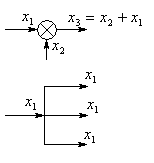 x₁
x₃ = x₂ + x₁
x₂
x₁
x₁
x₁
x₁